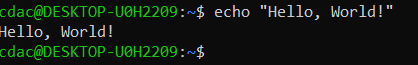 cdac@DESKTOP-U0H2209:~$ echo "Hello, World!"
Hello, World!
cdac@DESKTOP-U0H2209:~$